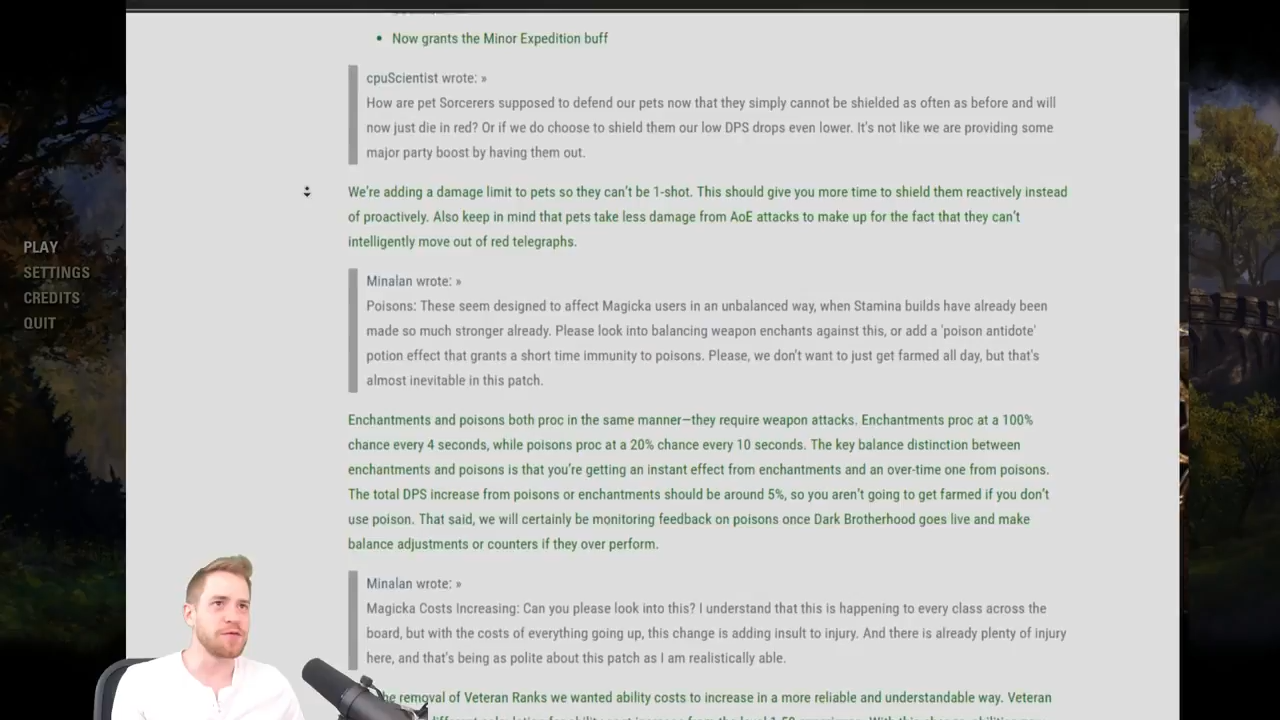 • Now grants the Minor Expedition buff
cpuScientist wrote: »
How are pet Sorcerers supposed to defend our pets now that they simply cannot be shielded as often as before and will
now just die in red? Or if we do choose to shield them our low DPS drops even lower. It's not like we are providing some
major party boost by having them out.
We're adding a damage limit to pets so they can't be 1-shot. This should give you more time to shield them reactively instead
of proactively. Also keep in mind that pets take less damage from AoE attacks to make up for the fact that they can't
intelligently move out of red telegraphs.
PLAY
SETTINGS
CREDITS
QUIT
Minalan wrote: »
Poisons: These seem designed to affect Magicka users in an unbalanced way, when Stamina builds have already been
made so much stronger already. Please look into balancing weapon enchants against this, or add a 'poison antidote'
potion effect that grants a short time immunity to poisons. Please, we don't want to just get farmed all day, but that's
almost inevitable in this patch.
Enchantments and poisons both proc in the same manner—they require weapon attacks. Enchantments proc at a 100%
chance every 4 seconds, while poisons proc at a 20% chance every 10 seconds. The key balance distinction between
enchantments and poisons is that you're getting an instant effect from enchantments and an over-time one from poisons.
The total DPS increase from poisons or enchantments should be around 5%, so you aren't going to get farmed if you don't
use poison. That said, we will certainly be monitoring feedback on poisons once Dark Brotherhood goes live and make
balance adjustments or counters if they over perform.
Minalan wrote: »
Magicka Costs Increasing: Can you please look into this? I understand that this is happening to every class across the
board, but with the costs of everything going up, this change is adding insult to injury. And there is already plenty of injury
here, and that's being as polite about this patch as I am realistically able.
removal of Veteran Ranks we wanted ability costs to increase in a more reliable and understandable way. Veteran